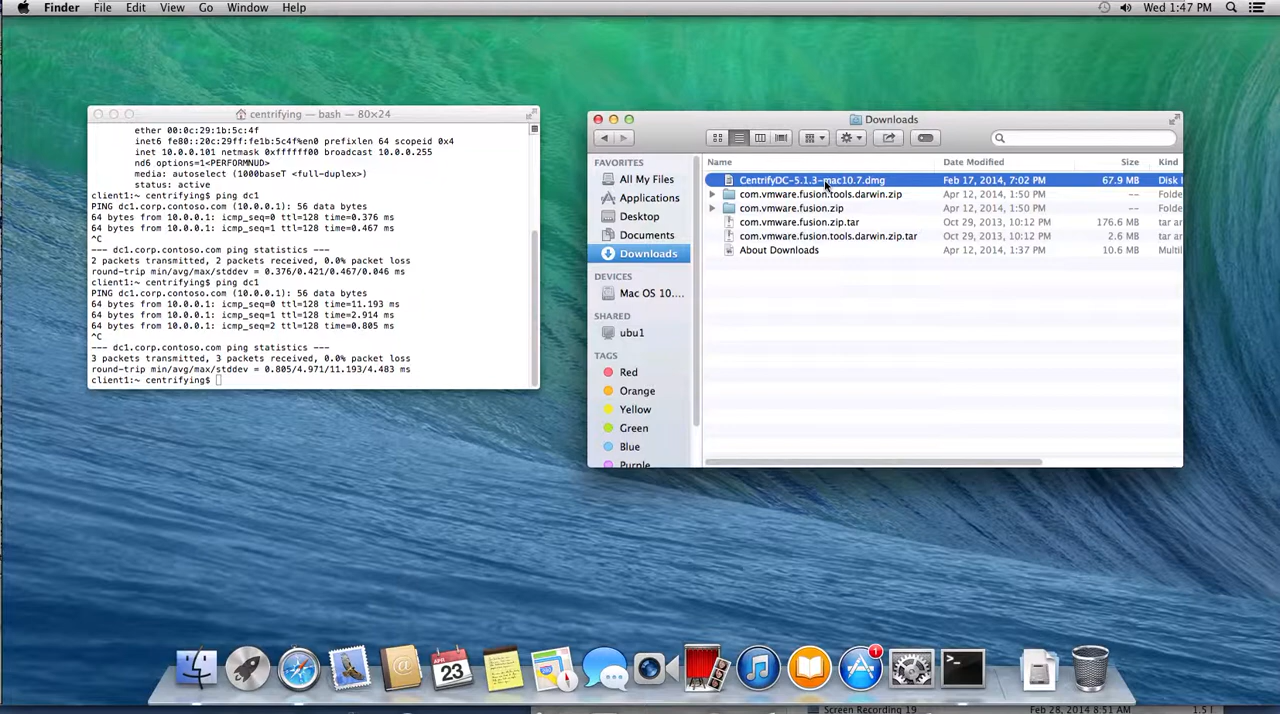 Finder File Edit View Go Window Help
Wed 1:47 PM
centrifying — bash — 80×24
ether 00:0c:29:1b:5c:4f
inet6 fe80::20c:29ff:fe1b:5c4f%en0 prefixlen 64 scopeid 0x4
inet 10.0.0.101 netmask 0xffffff00 broadcast 10.0.0.255
nd6 options=1<PERFORMNUD>
media: autoselect (1000baseT <full-duplex>)
status: active
client1:~ centrifying$ ping dc1
PING dc1.corp.contoso.com (10.0.0.1): 56 data bytes
64 bytes from 10.0.0.1: icmp_seq=0 ttl=128 time=0.376 ms
64 bytes from 10.0.0.1: icmp_seq=1 ttl=128 time=0.467 ms
^C
--- dc1.corp.contoso.com ping statistics ---
2 packets transmitted, 2 packets received, 0.0% packet loss
round-trip min/avg/max/stddev = 0.376/0.421/0.467/0.046 ms
client1:~ centrifying$ ping dc1
PING dc1.corp.contoso.com (10.0.0.1): 56 data bytes
64 bytes from 10.0.0.1: icmp_seq=0 ttl=128 time=11.193 ms
64 bytes from 10.0.0.1: icmp_seq=1 ttl=128 time=2.914 ms
64 bytes from 10.0.0.1: icmp_seq=2 ttl=128 time=0.805 ms
^C
--- dc1.corp.contoso.com ping statistics ---
3 packets transmitted, 3 packets received, 0.0% packet loss
round-trip min/avg/max/stddev = 0.805/4.971/11.193/4.483 ms
client1:~ centrifying$
Downloads
FAVORITES
All My Files
Applications
Desktop
Documents
Downloads
DEVICES
Mac OS 10....
SHARED
ubu1
TAGS
Red
Orange
Yellow
Green
Blue
Purple
Name Date Modified Size Kind
CentrifyDC-5.1.3-mac10.7.dmg Feb 17, 2014, 7:02 PM 67.9 MB Disk I
com.vmware.fusion.tools.darwin.zip Apr 12, 2014, 1:50 PM -- Folde
com.vmware.fusion.zip Apr 12, 2014, 1:50 PM -- Folde
com.vmware.fusion.zip.tar Oct 29, 2013, 10:12 PM 176.6 MB tar ar
com.vmware.fusion.tools.darwin.zip.tar Oct 29, 2013, 10:12 PM 2.6 MB tar ar
About Downloads Apr 12, 2014, 1:37 PM 10.6 MB Multi
APR
23
1
Screen Recording 19 Feb 28, 2014 8:51 AM 1.5